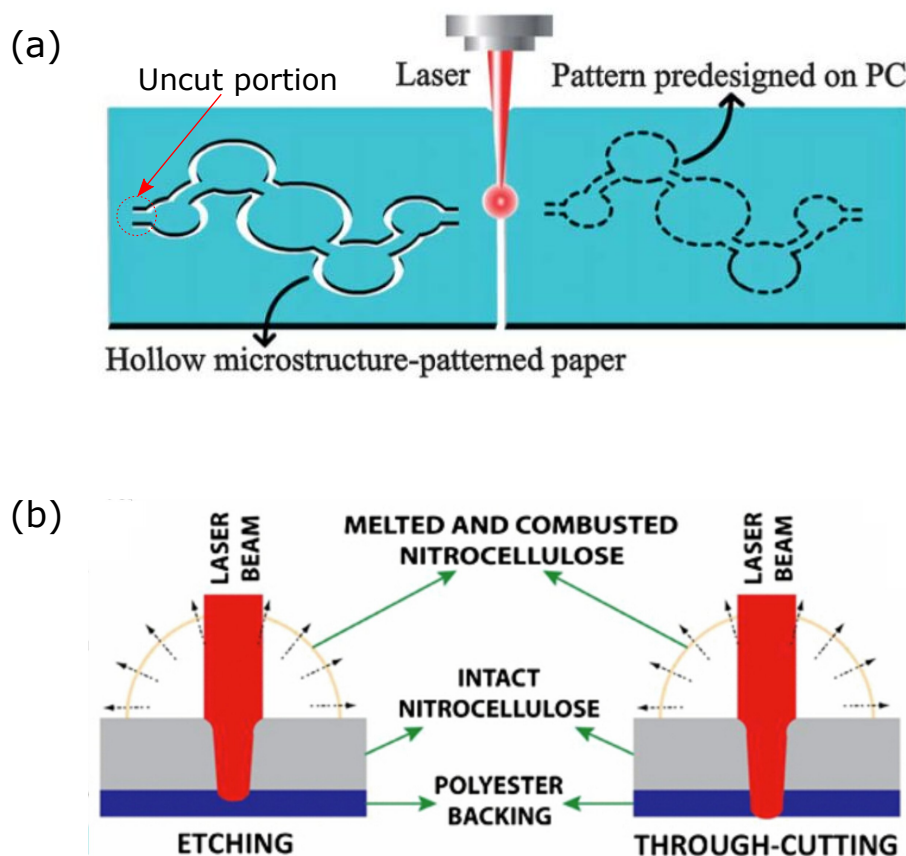 (a)
Uncut portion
Laser
Pattern predesigned on PC
Hollow microstructure-patterned paper
(b)
LASER
BEAM
MELTED AND COMBUSTED
NITROCELLULOSE
LASER
BEAM
INTACT
NITROCELLULOSE
POLYESTER
BACKING
ETCHING
THROUGH-CUTTING